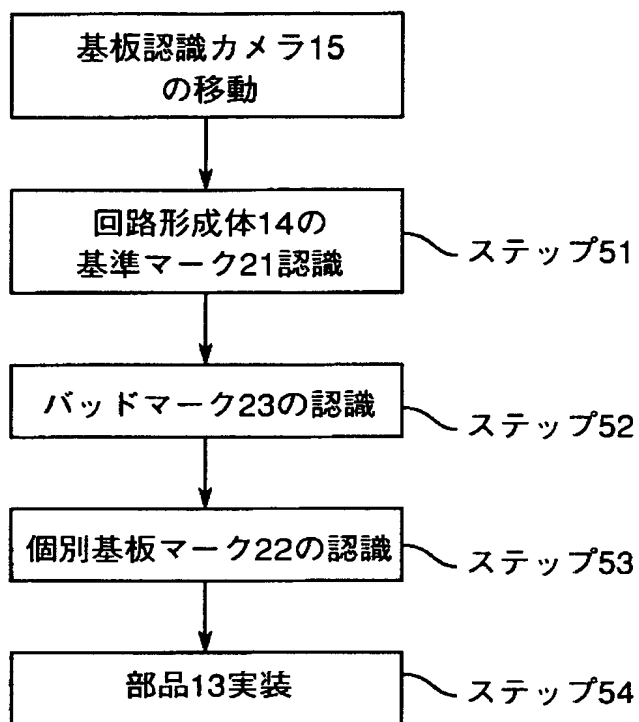 基板認識カメラ15
の移動
回路形成体14の
基準マーク21認識
ステップ51
バッドマーク23の認識
ステップ52
個別基板マーク22の認識
ステップ53
部品13実装
ステップ54